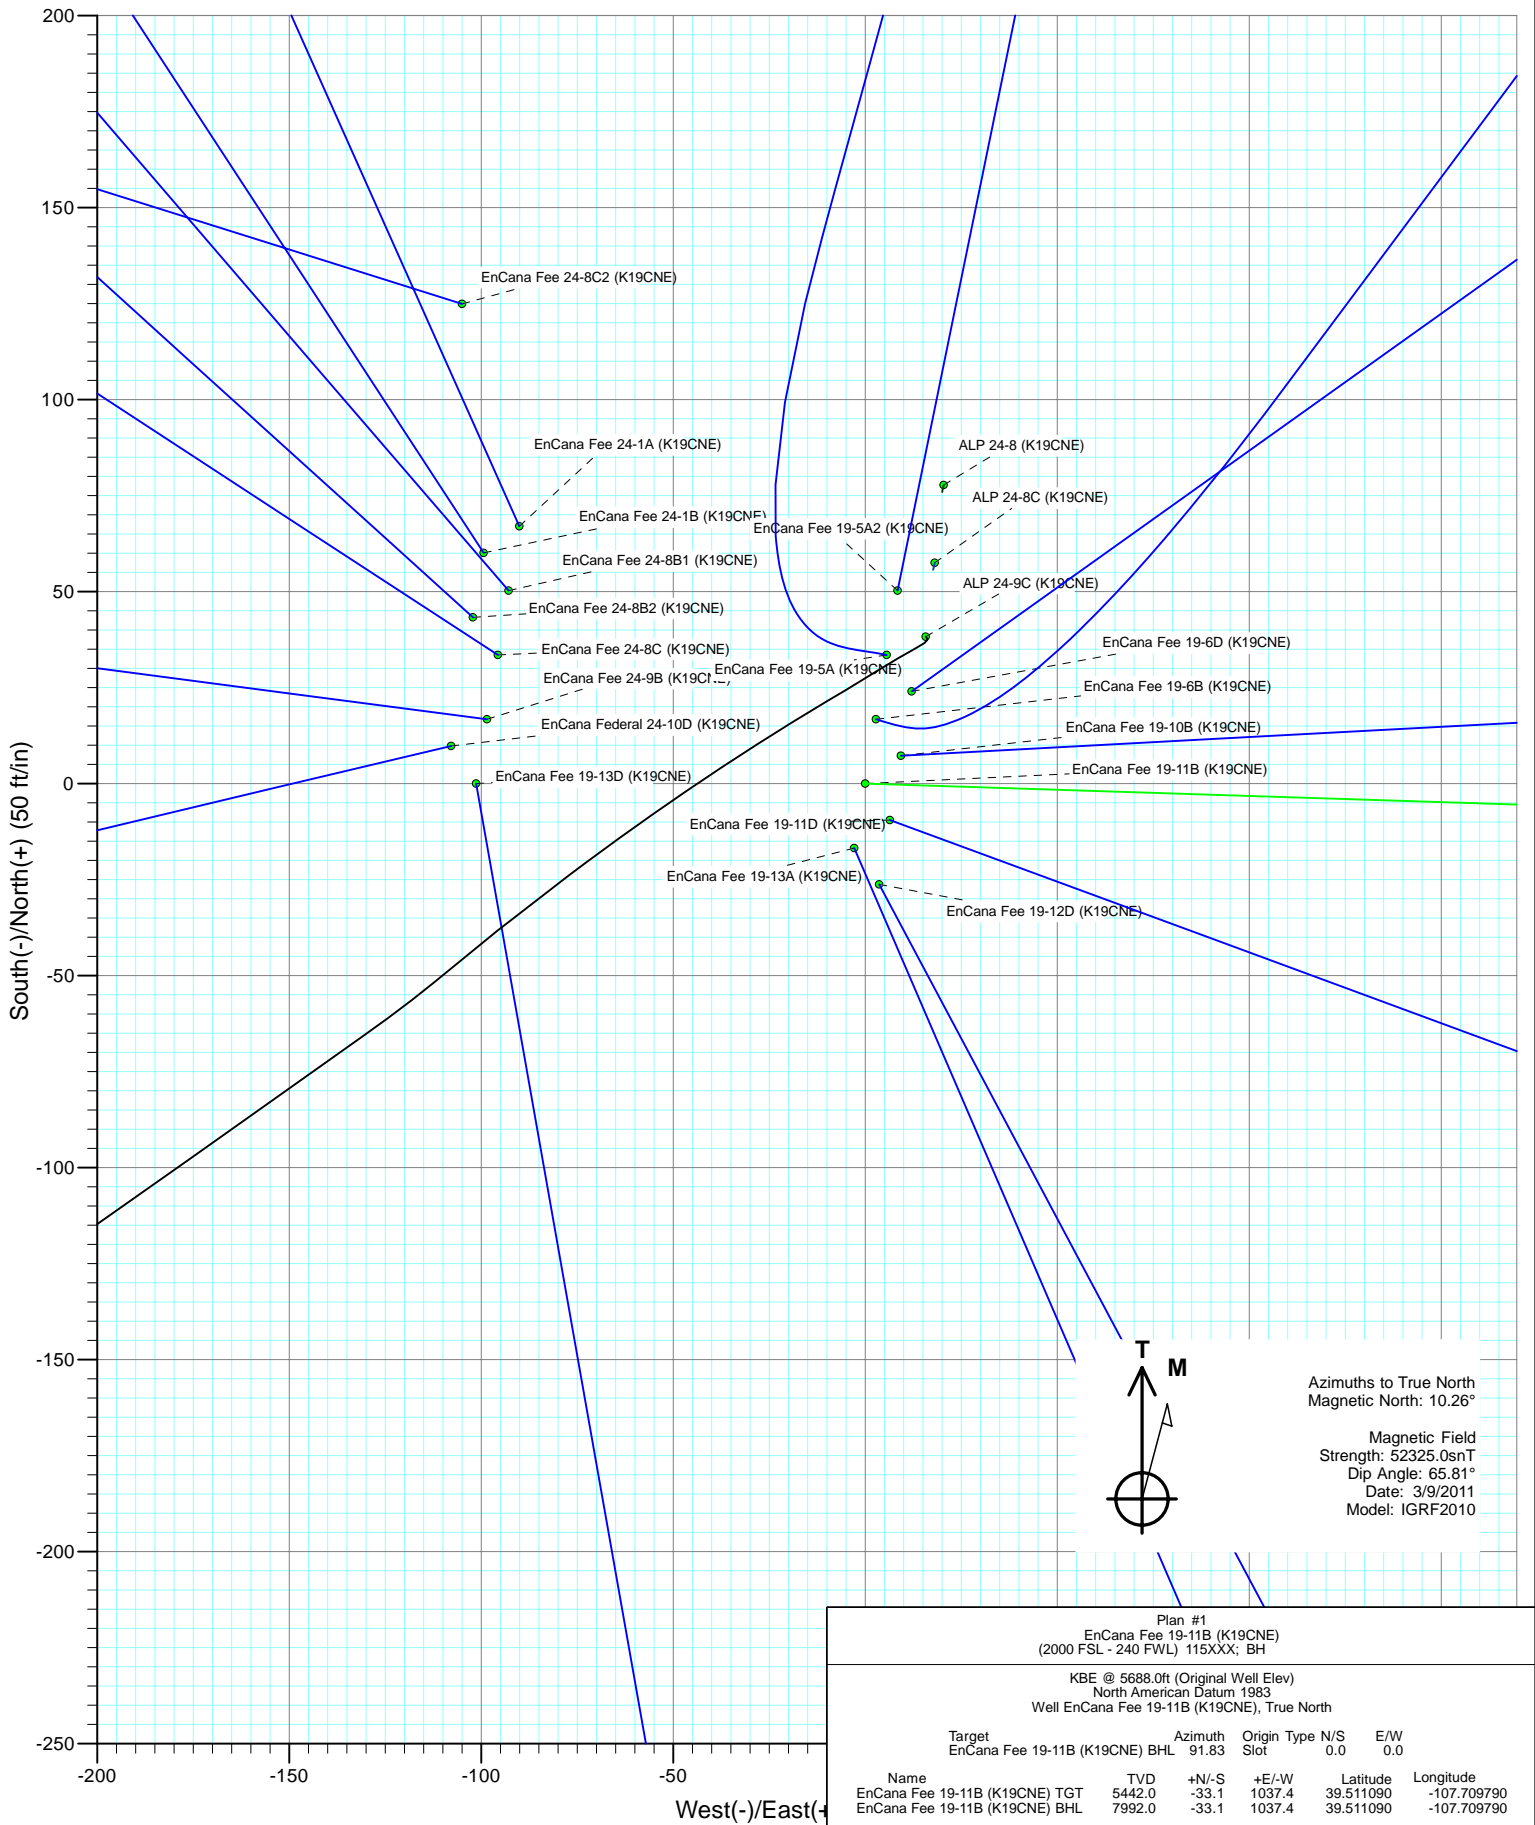 200
150
EnCana Fee 24-8C2 (K19CNE)
100
EnCana Fee 24-1A (K19CNE)
ALP 24-8 (K19CNE)
ALP 24-8C (K19CNE)
EnCana Fee 24-1B (K19CNE)
EnCana Fee 19-5A2 (K19CNE)
EnCana Fee 24-8B1 (K19CNE)
50
ALP 24-9C (K19CNE)
EnCana Fee 24-8B2 (K19CNE)
EnCana Fee 19-6D (K19CNE)
EnCana Fee 24-8C (K19CNE)
EnCana Fee 19-5A (K19CNE)
EnCana Fee 24-9B (K19CNE)
EnCana Fee 19-6B (K19CNE)
EnCana Federal 24-10D (K19CNE)
EnCana Fee 19-10B (K19CNE)
EnCana Fee 19-11B (K19CNE)
EnCana Fee 19-13D (K19CNE)
0
EnCana Fee 19-11D (K19CNE)
EnCana Fee 19-13A (K19CNE)
EnCana Fee 19-12D (K19CNE)
South(-)/North(+) (50 ft/in)
-50
-100
-150
-200
-250
-200
-150
-100
-50
West(-)/East(+
T
M
Azimuths to True North
Magnetic North: 10.26°
Magnetic Field
Strength: 52325.0snT
Dip Angle: 65.81°
Date: 3/9/2011
Model: IGRF2010
Plan #1
EnCana Fee 19-11B (K19CNE)
(2000 FSL - 240 FWL) 115XXX; BH
KBE @ 5688.0ft (Original Well Elev)
North American Datum 1983
Well EnCana Fee 19-11B (K19CNE), True North
Target Azimuth Origin Type N/S E/W
EnCana Fee 19-11B (K19CNE) BHL 91.83 Slot 0.0 0.0
Name TVD +N/-S +E/-W Latitude Longitude
EnCana Fee 19-11B (K19CNE) TGT 5442.0 -33.1 1037.4 39.511090 -107.709790
EnCana Fee 19-11B (K19CNE) BHL 7992.0 -33.1 1037.4 39.511090 -107.709790